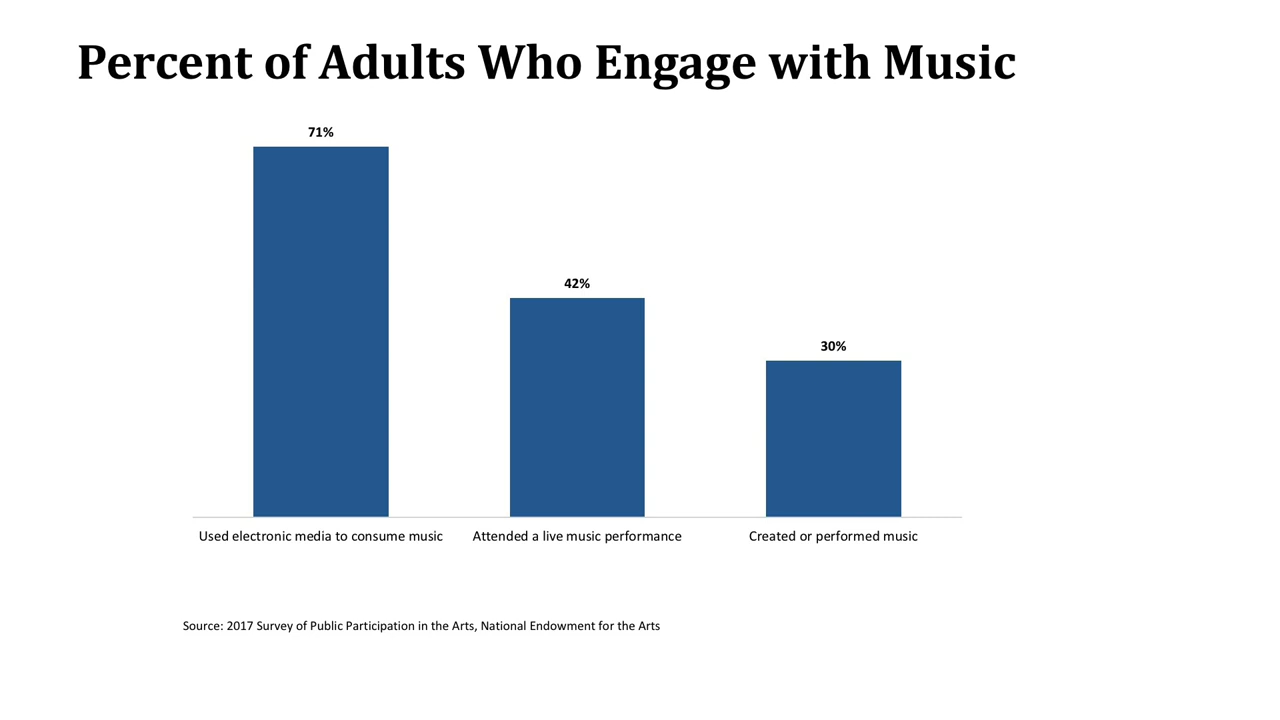 Percent of Adults Who Engage with Music
71%
42%
30%
Used electronic media to consume music
Attended a live music performance
Created or performed music
Source: 2017 Survey of Public Participation in the Arts, National Endowment for the Arts